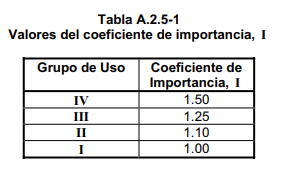 Tabla A.2.5-1
Valores del coeficiente de importancia, I
Grupo de Uso Coeficiente de
Importancia, I
IV 1.50
III 1.25
II 1.10
I 1.00